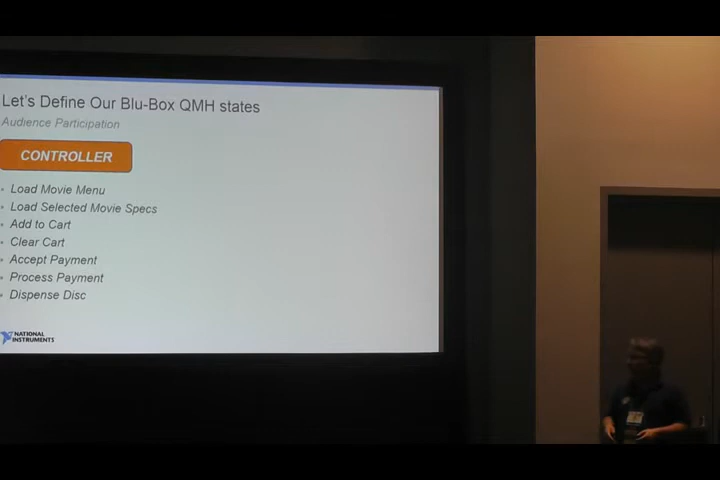 Let's Define Our Blu-Box QMH states
Audience Participation
CONTROLLER
Load Movie Menu
Load Selected Movie Specs
Add to Cart
Clear Cart
Accept Payment
Process Payment
Dispense Disc
NATIONAL
INSTRUMENTS